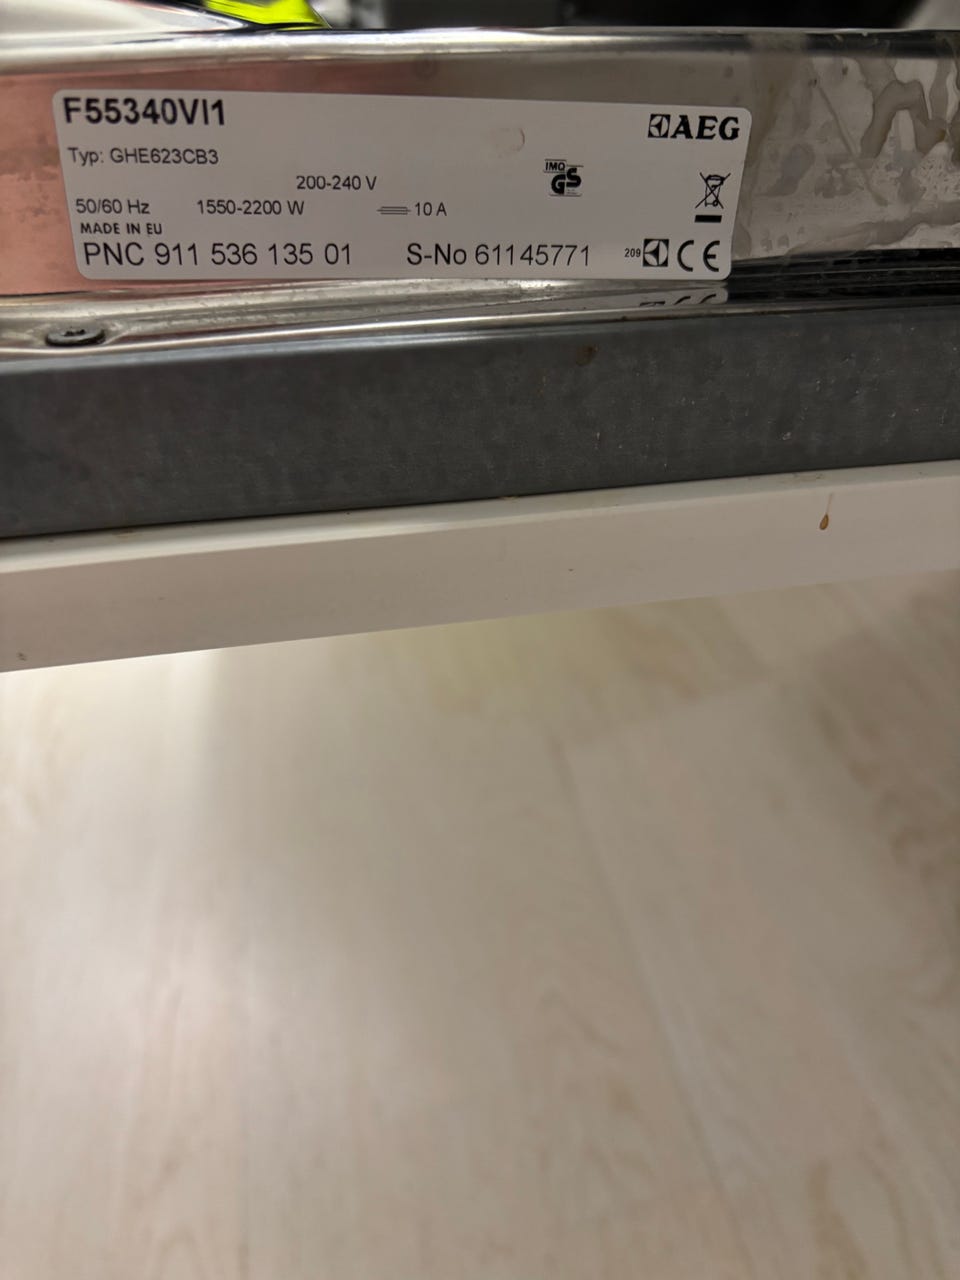 F55340VI1
AEG
Typ: GHE623CB3
IMQ
GS
200-240 V
50/60 Hz 1550-2200 W 10 A
MADE IN EU
PNC 911 536 135 01 S-No 61145771 209 CE